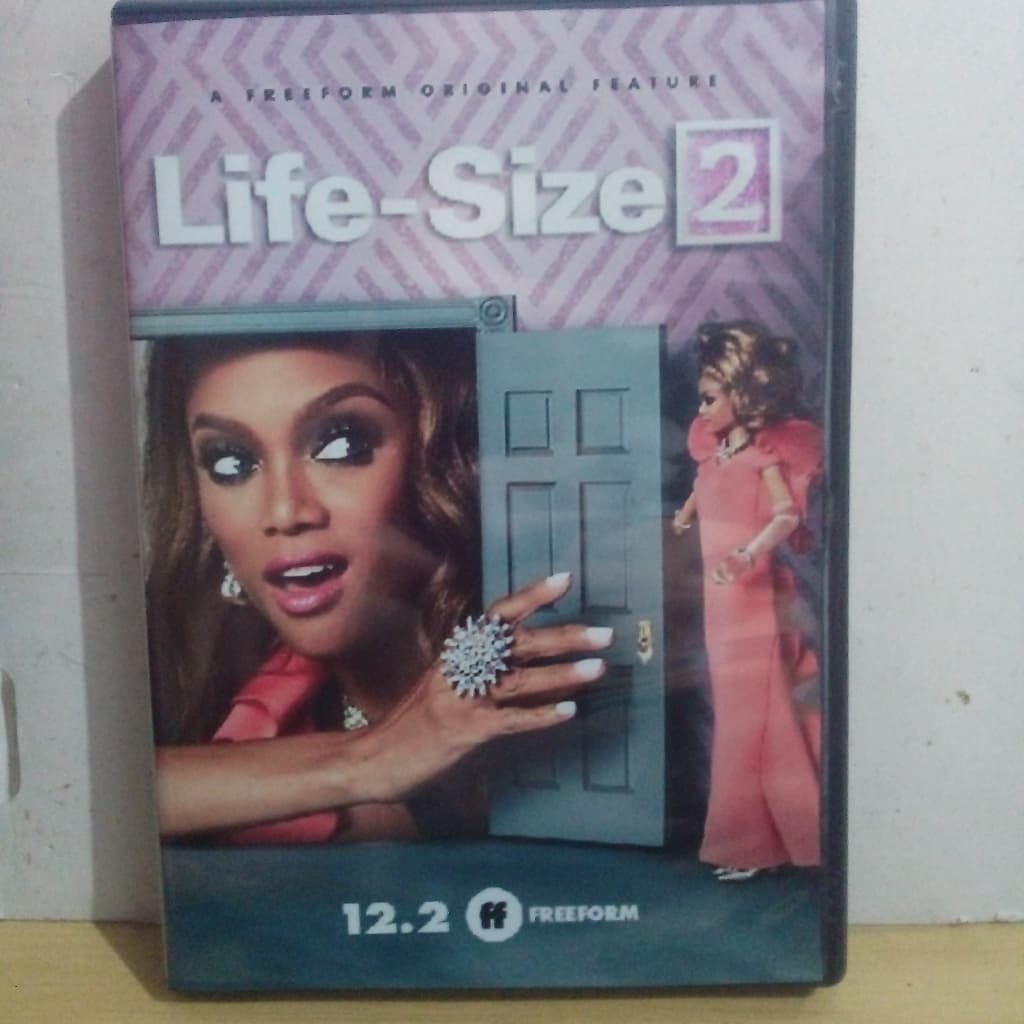 A FREEFORM ORIGINAL FEATURE
Life-Size 2
12.2 ff FREEFORM